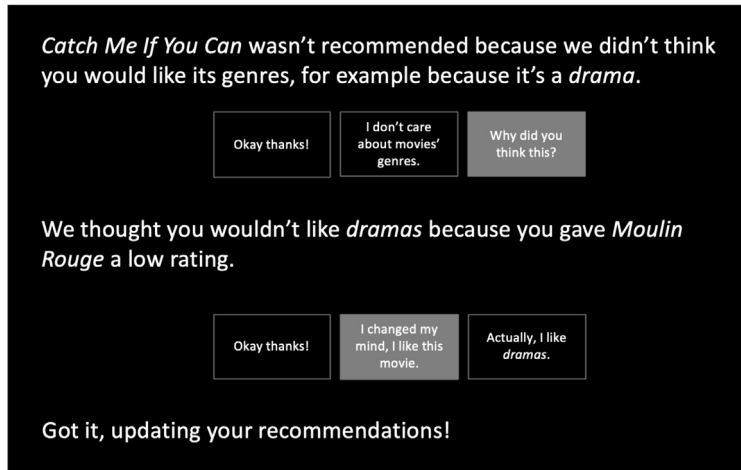 Catch Me If You Can wasn’t recommended because we didn’t think
you would like its genres, for example because it’s a drama.
Okay thanks!
I don’t care
about movies’
genres.
Why did you
think this?
We thought you wouldn’t like dramas because you gave Moulin
Rouge a low rating.
Okay thanks!
I changed my
mind, I like this
movie.
Actually, I like
dramas.
Got it, updating your recommendations!